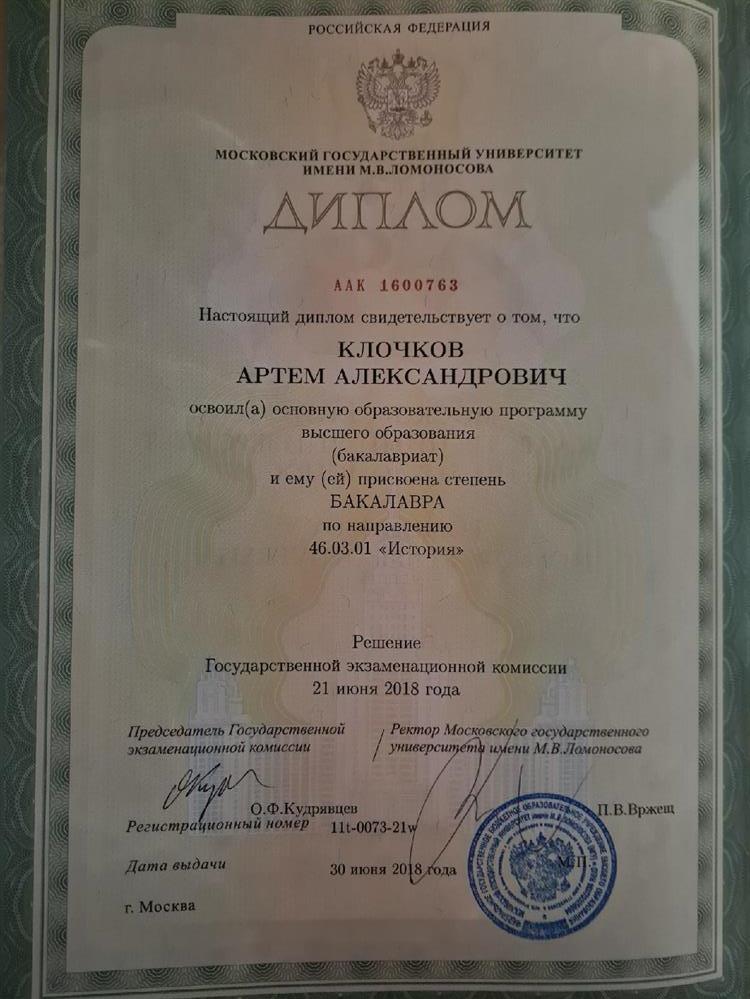 РОССИЙСКАЯ ФЕДЕРАЦИЯ
МОСКОВСКИЙ ГОСУДАРСТВЕННЫЙ УНИВЕРСИТЕТ
ИМЕНИ М.В.ЛОМОНОСОВА
ДИПЛОМ
ААК 1600763
Настоящий диплом свидетельствует о том, что
КЛОЧКОВ
АРТЕМ АЛЕКСАНДРОВИЧ
освоил(а) основную образовательную программу
высшего образования
(бакалавриат)
и ему (ей) присвоена степень
БАКАЛАВРА
по направлению
46.03.01 «История»
Решение
Государственной экзаменационной комиссии
21 июня 2018 года
Председатель Государственной
экзаменационной комиссии
Ректор Московского государственного
университета имени М.В.Ломоносова
О.Ф.Кудрявцев
П.В.Вржещ
Регистрационный номер 11t-0073-21w
М.П.
Дата выдачи 30 июня 2018 года
г. Москва